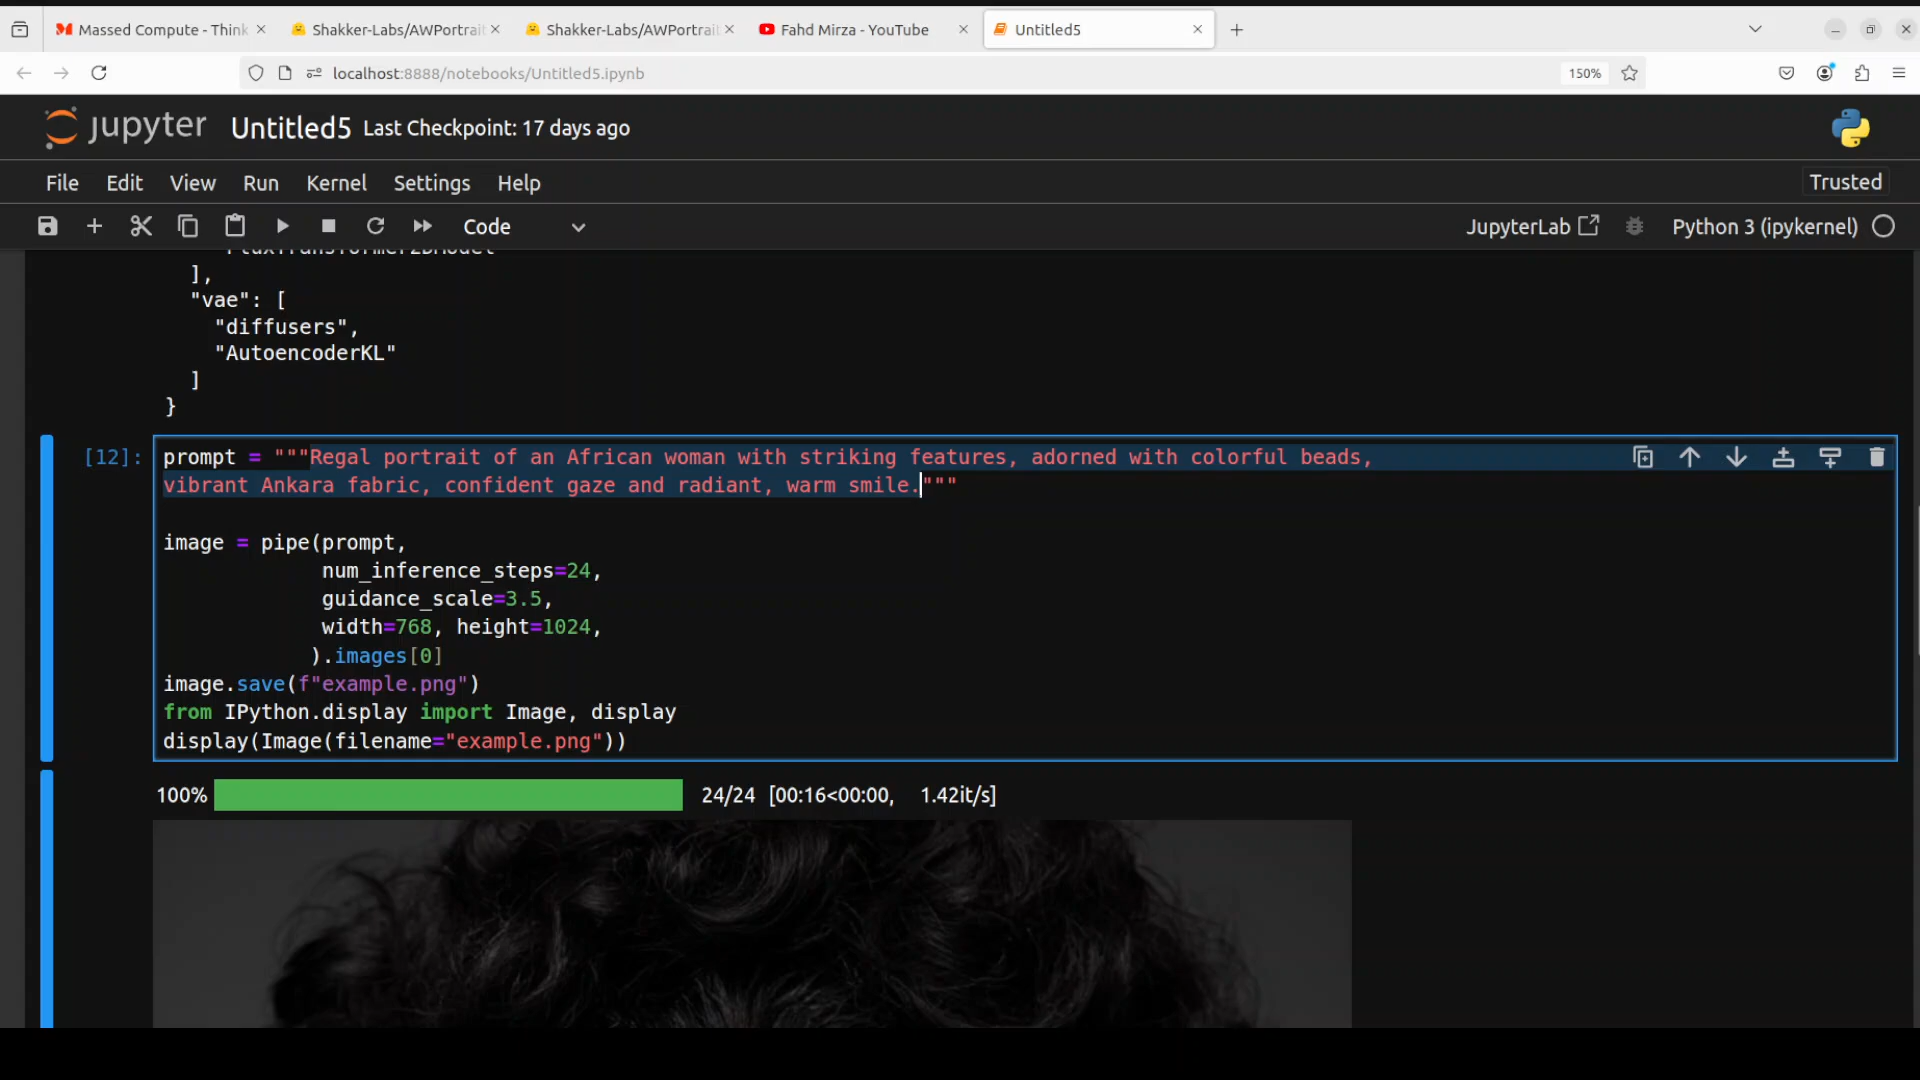 Massed Compute - Think
Shakker-Labs/AWPortrait
Shakker-Labs/AWPortrait
Fahd Mirza - YouTube
Untitled5
localhost:8888/notebooks/Untitled5.ipynb
150%
jupyter Untitled5 Last Checkpoint: 17 days ago
File Edit View Run Kernel Settings Help
Trusted
Code
JupyterLab
Python 3 (ipykernel)
],
"vae": [
"diffusers",
"AutoencoderKL"
]
}
[12]: prompt = """Regal portrait of an African woman with striking features, adorned with colorful beads,
vibrant Ankara fabric, confident gaze and radiant, warm smile."""
image = pipe(prompt,
num_inference_steps=24,
guidance_scale=3.5,
width=768, height=1024,
).images[0]
image.save(f"example.png")
from IPython.display import Image, display
display(Image(filename="example.png"))
100% 24/24 [00:16<00:00, 1.42it/s]